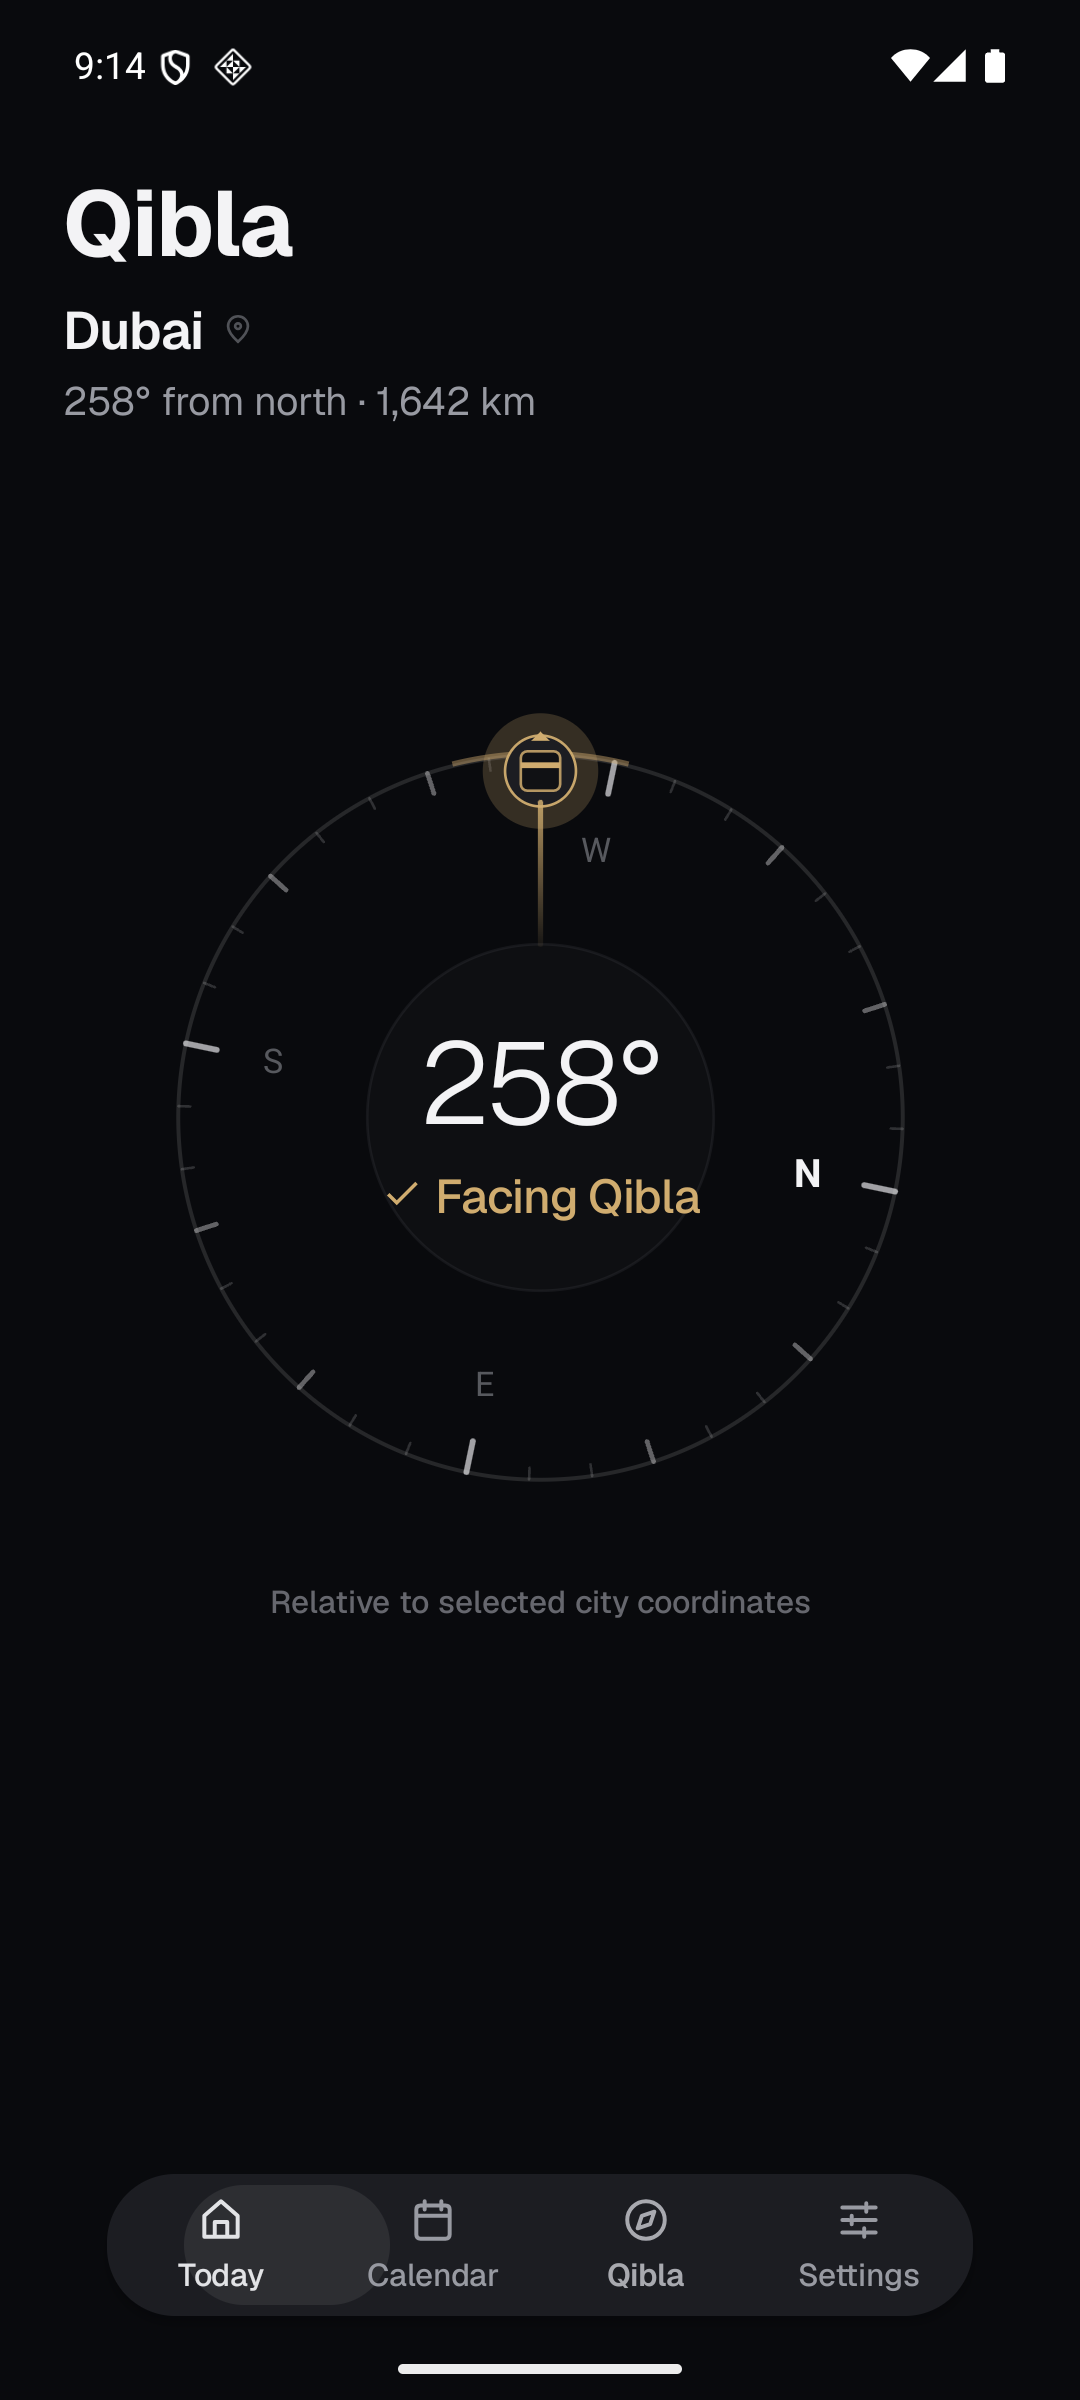 9:14
Qibla
Dubai
258° from north · 1,642 km
W
S
258°
N
Facing Qibla
E
Relative to selected city coordinates
Today
Calendar
Qibla
Settings